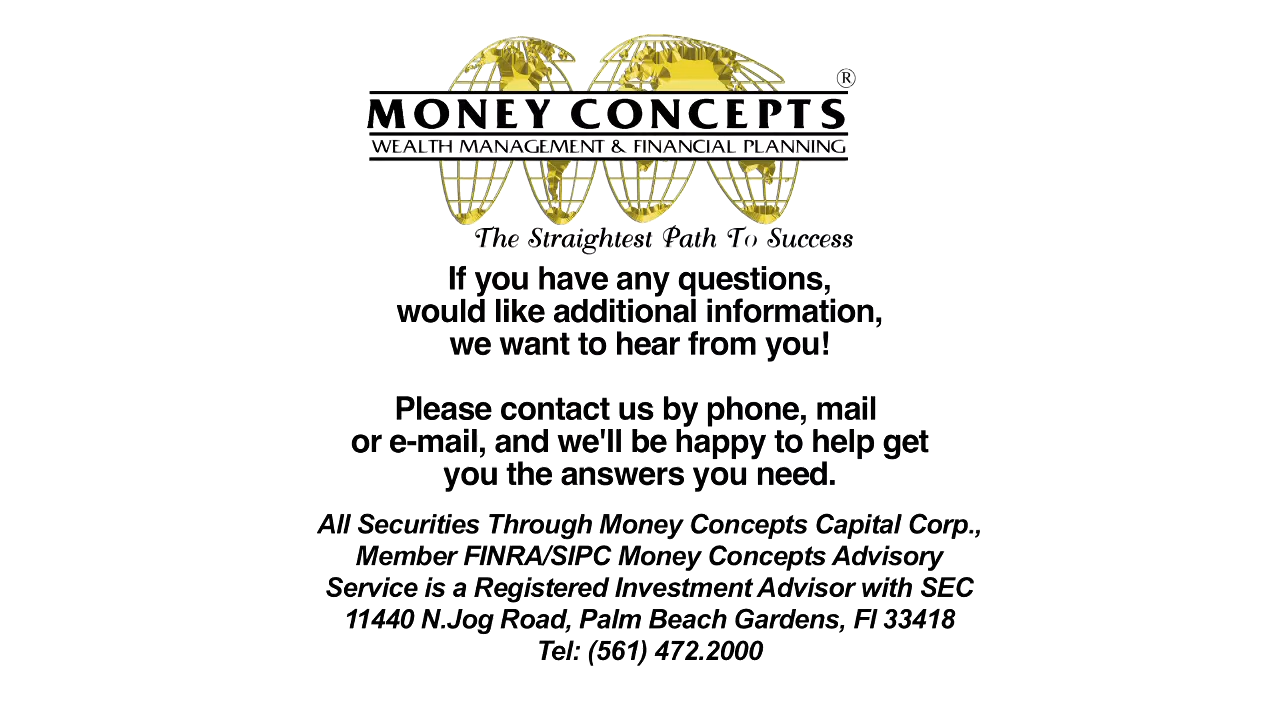 ®
MONEY CONCEPTS
WEALTH MANAGEMENT & FINANCIAL PLANNING
The Straightest Path To Success
If you have any questions,
would like additional information,
we want to hear from you!
Please contact us by phone, mail
or e-mail, and we'll be happy to help get
you the answers you need.
All Securities Through Money Concepts Capital Corp.,
Member FINRA/SIPC Money Concepts Advisory
Service is a Registered Investment Advisor with SEC
11440 N.Jog Road, Palm Beach Gardens, Fl 33418
Tel: (561) 472.2000